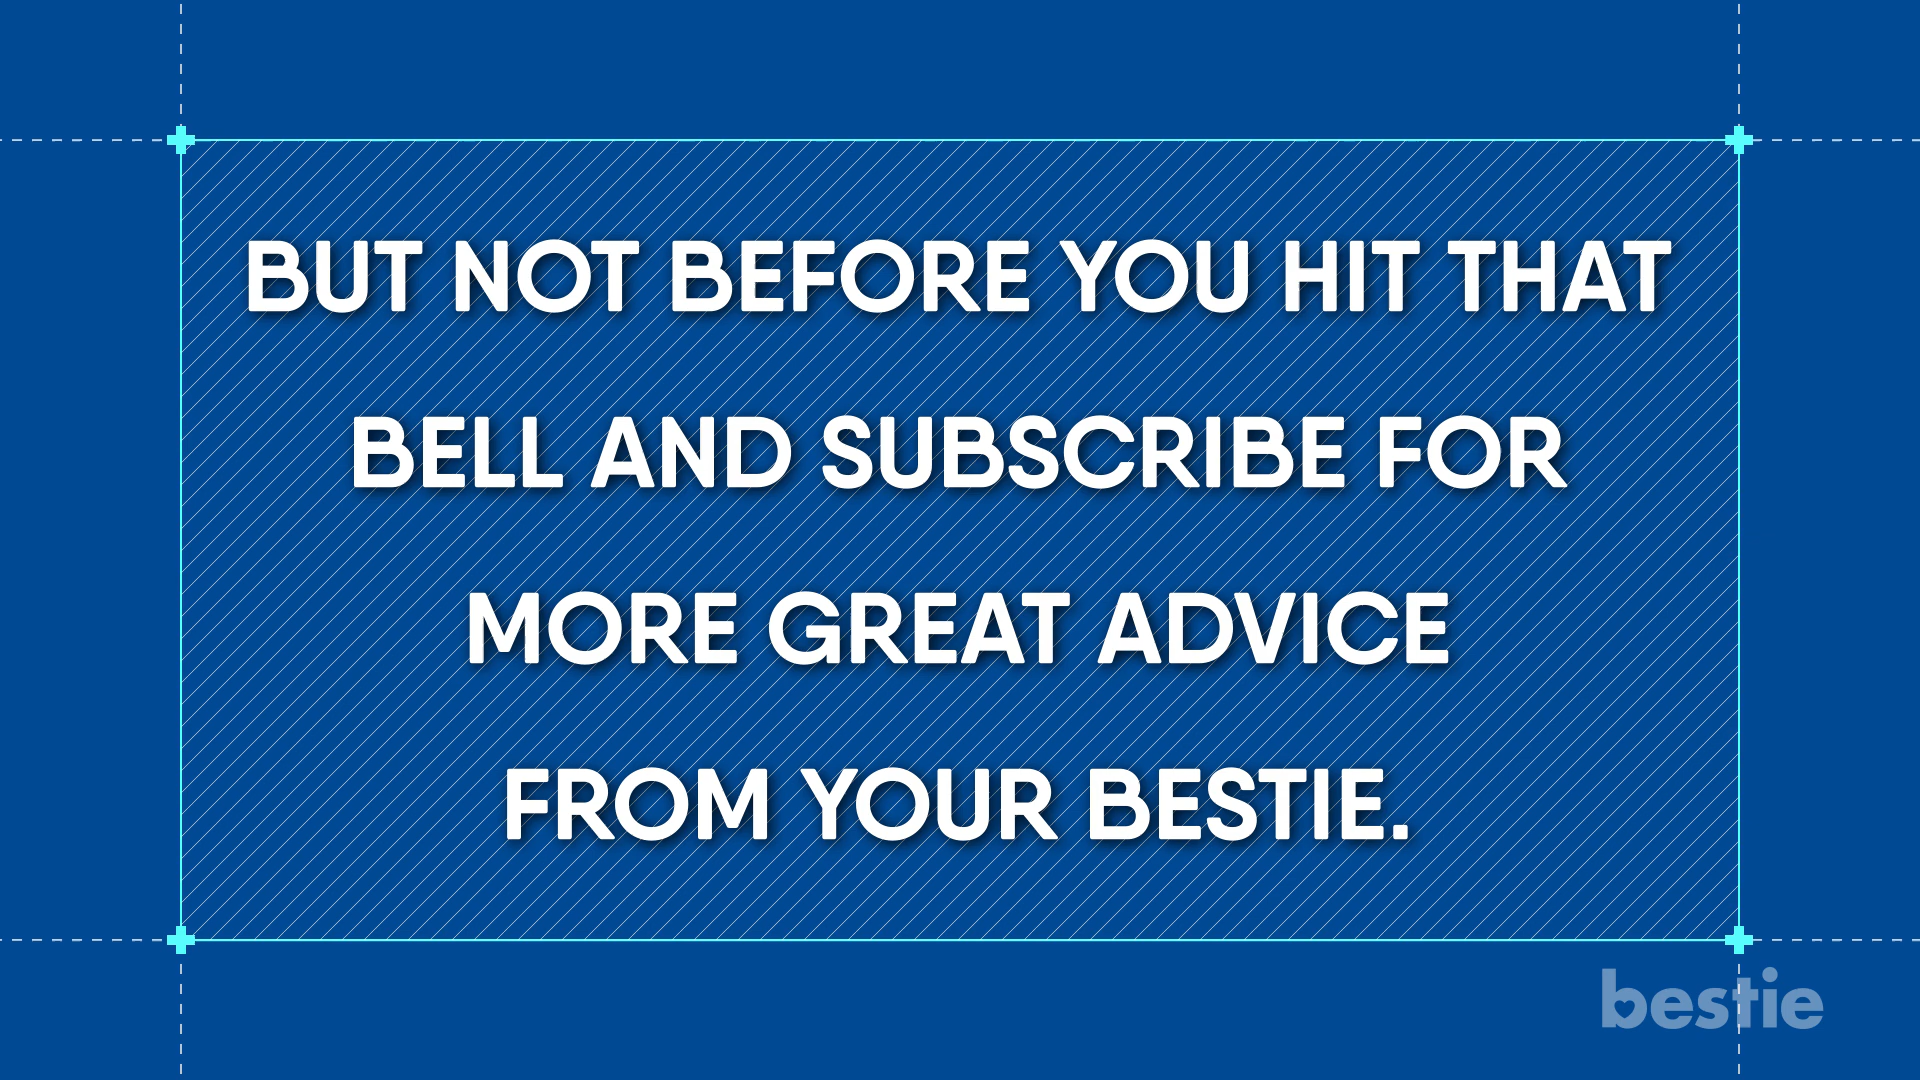 BUT NOT BEFORE YOU HIT THAT
BELL AND SUBSCRIBE FOR
MORE GREAT ADVICE
FROM YOUR BESTIE.
bestie